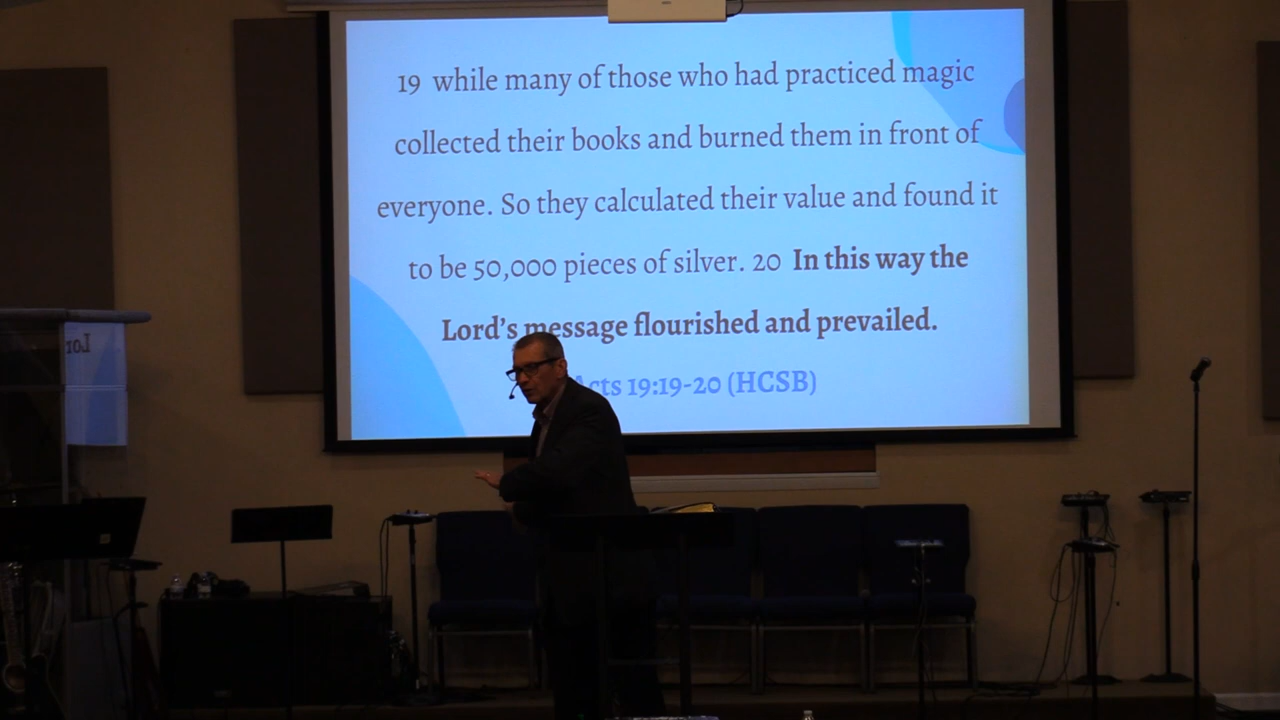 19 while many of those who had practiced magic
collected their books and burned them in front of
everyone. So they calculated their value and found it
to be 50,000 pieces of silver. 20 In this way the
Lord's message flourished and prevailed.
Acts 19:19-20 (HCSB)
Lor